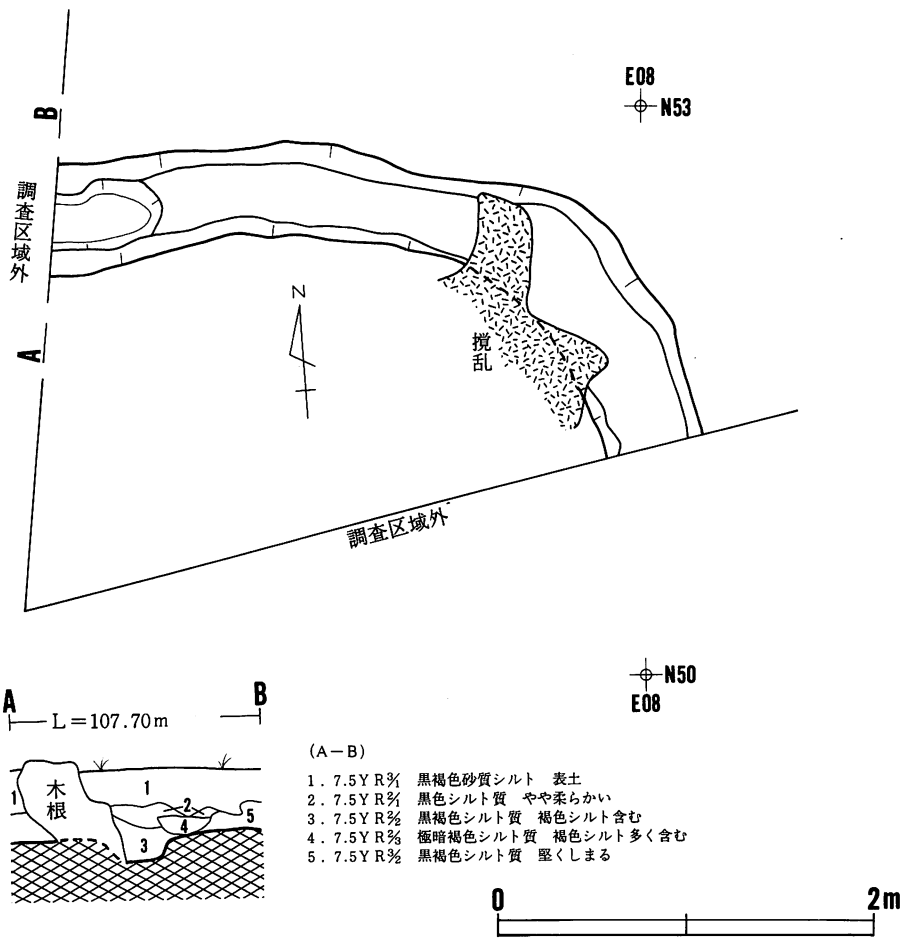 E08
N53
B
調査区域外
A
N
攪乱
調査区域外
N50
E08
A
B
L=107.70m
木根
1
1
2
3
4
5
(A−B)
1. 7.5YR3/1 黒褐色砂質シルト 表土
2. 7.5YR2/1 黒色シルト質 やや柔らかい
3. 7.5YR2/2 黒褐色シルト質 褐色シルト含む
4. 7.5YR2/3 極暗褐色シルト質 褐色シルト多く含む
5. 7.5YR3/2 黒褐色シルト質 堅くしまる
0
2m